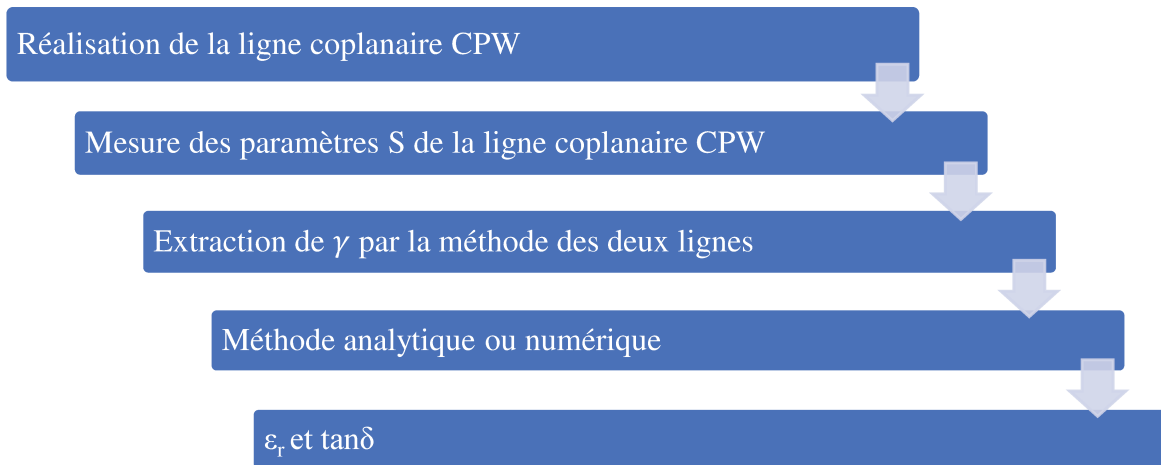 Réalisation de la ligne coplanaire CPW
Mesure des paramètres S de la ligne coplanaire CPW
Extraction de γ par la méthode des deux lignes
Méthode analytique ou numérique
εr et tanδ